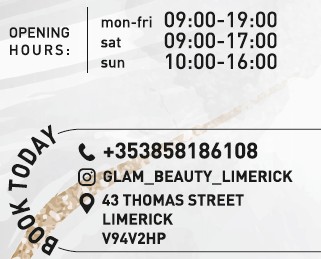 OPENING
HOURS:
mon-fri 09:00-19:00
sat 09:00-17:00
sun 10:00-16:00
BOOK TODAY
+353858186108
GLAM_BEAUTY_LIMERICK
43 THOMAS STREET
LIMERICK
V94V2HP